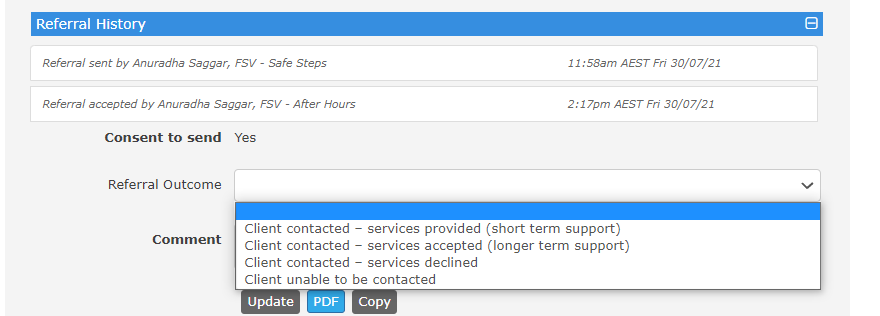 Referral History
Referral sent by Anuradha Saggar, FSV - Safe Steps 11:58am AEST Fri 30/07/21
Referral accepted by Anuradha Saggar, FSV - After Hours 2:17pm AEST Fri 30/07/21
Consent to send Yes
Referral Outcome
Client contacted – services provided (short term support)
Comment
Client contacted – services accepted (longer term support)
Client contacted – services declined
Client unable to be contacted
Update PDF Copy